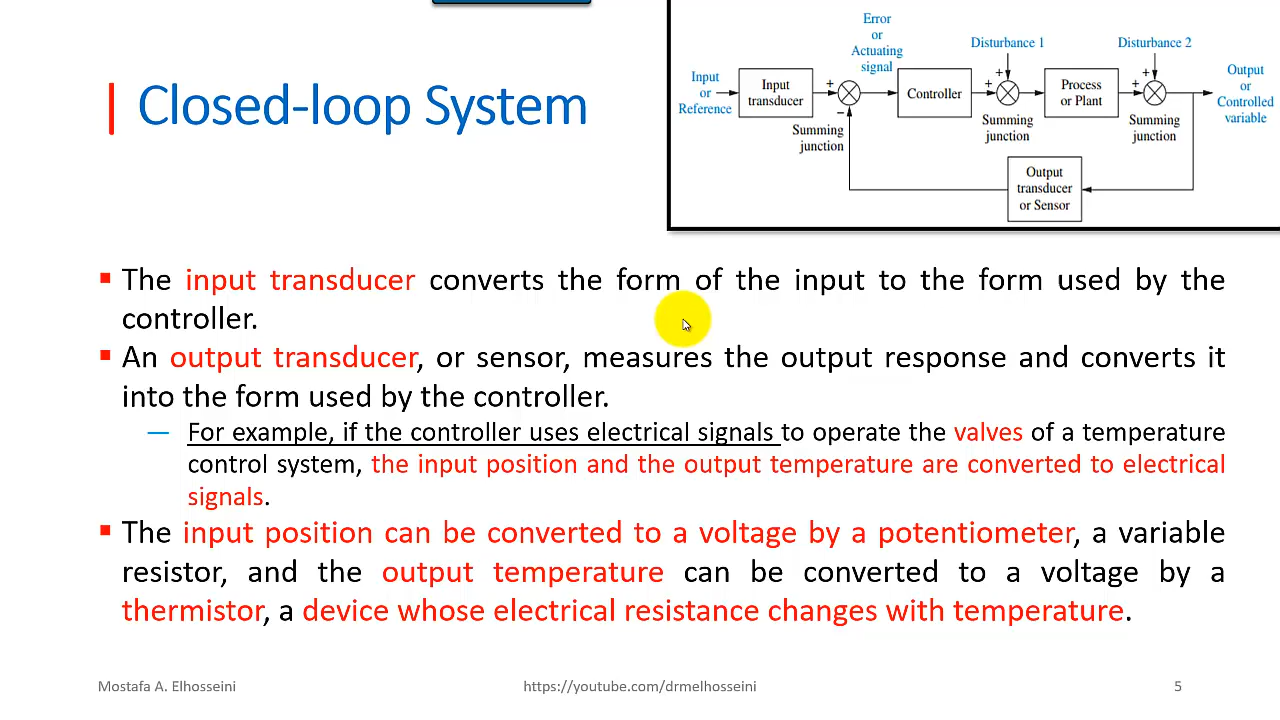 Closed-loop System
Error
or
Actuating
signal
Disturbance 1
Disturbance 2
Input
or
Reference
Input
transducer
+
−
Summing
junction
Controller
+
+
Summing
junction
Process
or Plant
+
+
Summing
junction
Output
or
Controlled
variable
Output
transducer
or Sensor
The input transducer converts the form of the input to the form used by the
controller.
An output transducer, or sensor, measures the output response and converts it
into the form used by the controller.
For example, if the controller uses electrical signals to operate the valves of a temperature
control system, the input position and the output temperature are converted to electrical
signals.
The input position can be converted to a voltage by a potentiometer, a variable
resistor, and the output temperature can be converted to a voltage by a
thermistor, a device whose electrical resistance changes with temperature.
Mostafa A. Elhosseini
https://youtube.com/drmelhosseini
5